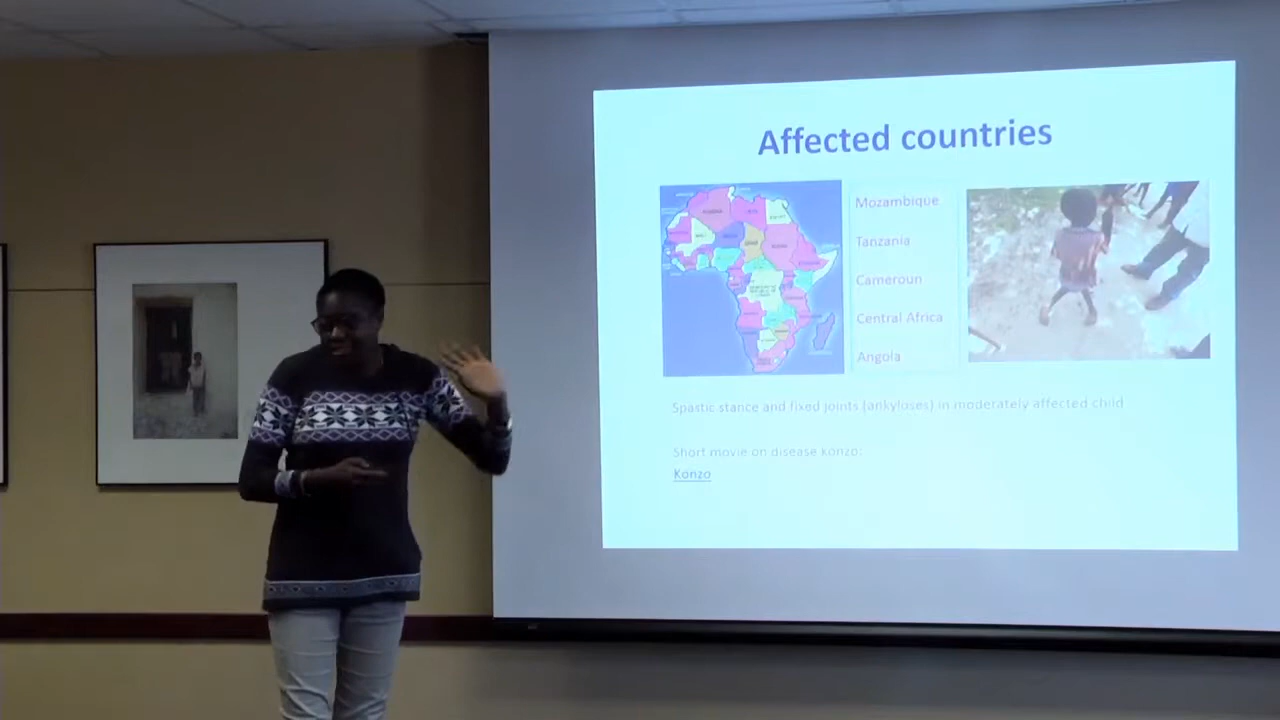 Affected countries
Mozambique
Tanzania
Cameroun
Central Africa
Angola
Spastic stance and fixed joints (ankyloses) in moderately affected child
Short movie on disease konzo:
Konzo